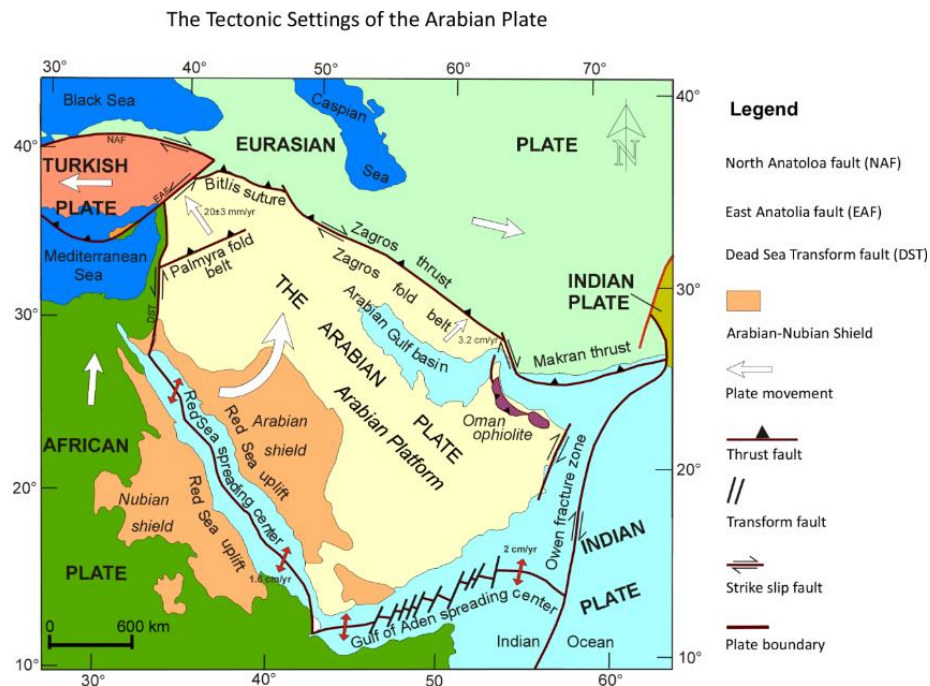 The Tectonic Settings of the Arabian Plate
30°
40°
50°
60°
70°
Black Sea
Caspian
Sea
40°
40°
EURASIAN
PLATE
N
NAF
TURKISH
PLATE
EAF
Bitlis suture
20±3 mm/yr
Mediterranean
Sea
Palmyra fold
belt
Zagros
thrust
Zagros
fold
belt
3.2 cm/yr
INDIAN
PLATE
30°
30°
DST
THE
ARABIAN
PLATE
Arabian Platform
Arabian Gulf basin
Makran thrust
Oman
ophiolite
Arabian
shield
Red Sea uplift
Red Sea spreading center
Red Sea uplift
AFRICAN
PLATE
Nubian
shield
20°
20°
Owen fracture zone
INDIAN
PLATE
1.6 cm/yr
2 cm/yr
Gulf of Aden spreading center
Indian
Ocean
0
600 km
10°
10°
30°
40°
50°
60°
Legend
North Anatoloa fault (NAF)
East Anatolia fault (EAF)
Dead Sea Transform fault (DST)
Arabian-Nubian Shield
Plate movement
Thrust fault
Transform fault
Strike slip fault
Plate boundary